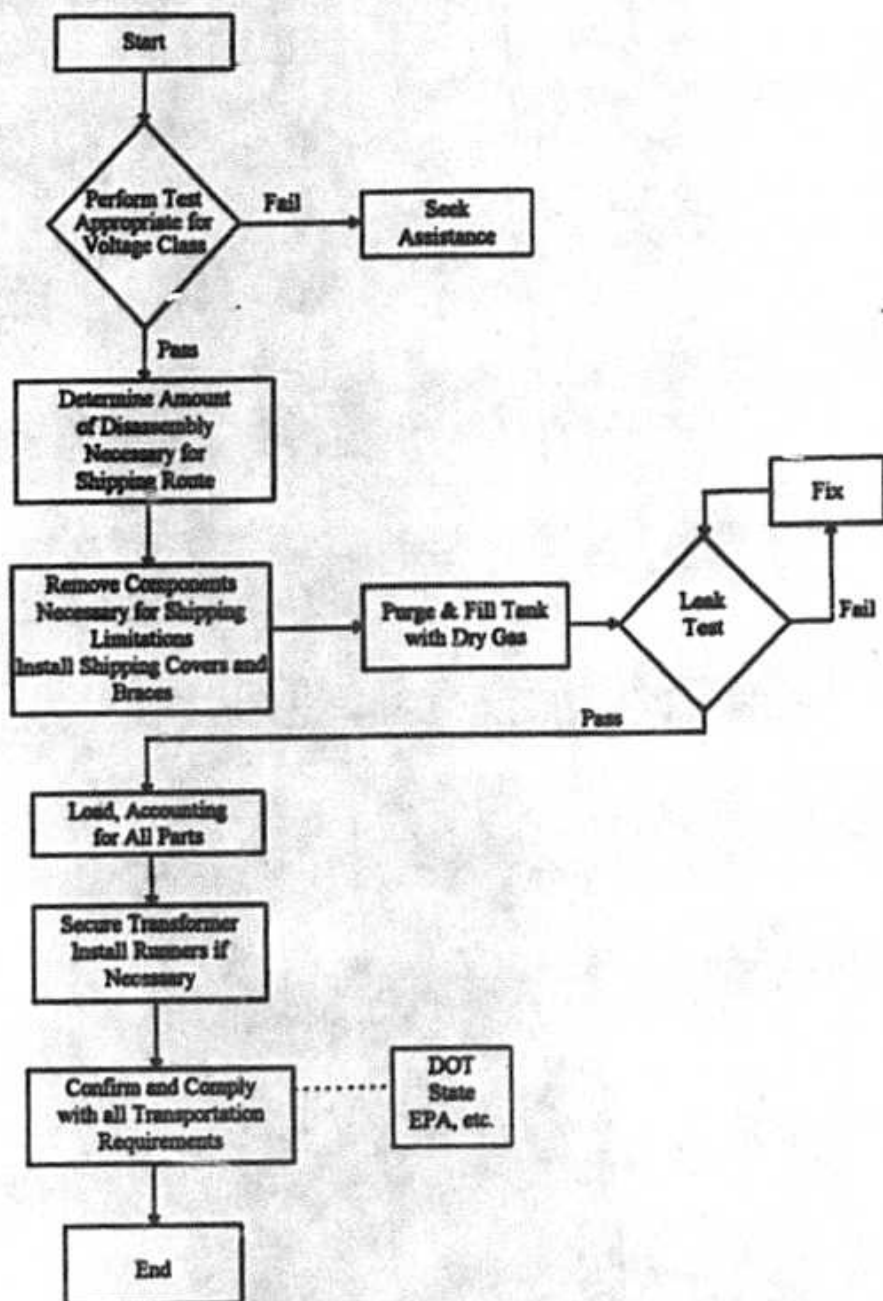 Start
Perform Test
Appropriate for
Voltage Class
Fail
Seek
Assistance
Pass
Determine Amount
of Disassembly
Necessary for
Shipping Route
Remove Components
Necessary for Shipping
Limitations
Install Shipping Covers and
Braces
Purge & Fill Tank
with Dry Gas
Leak
Test
Fix
Fail
Pass
Load, Accounting
for All Parts
Secure Transformer
Install Runners if
Necessary
Confirm and Comply
with all Transportation
Requirements
DOT
State
EPA, etc.
End